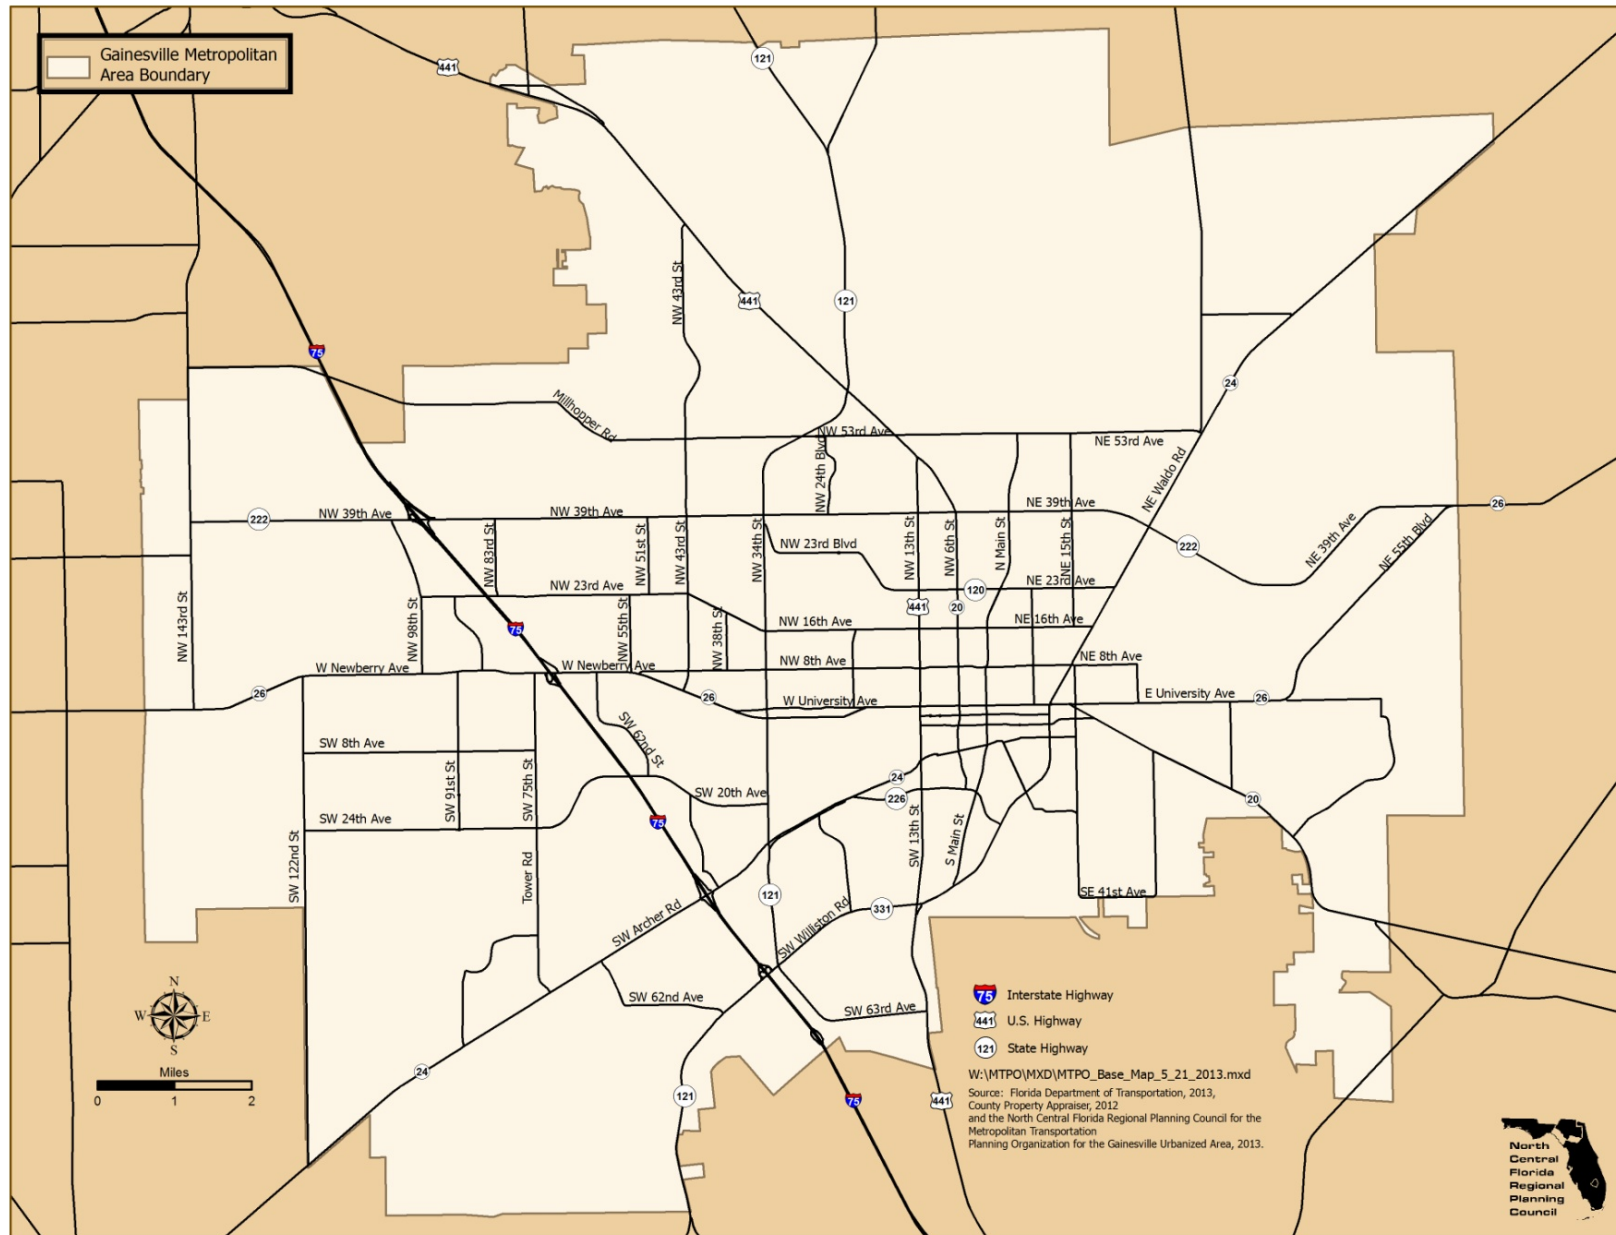 Gainesville Metropolitan
Area Boundary
441
121
NW 43rd St
441
121
75
24
Millhopper Rd
NW 53rd Ave
NE 53rd Ave
NW 24th Blvd
NE Waldo Rd
222
NW 39th Ave
NW 39th Ave
NE 39th Ave
26
NW 83rd St
NW 51st St
NW 43rd St
NW 34th St
NW 23rd Blvd
NW 13th St
NW 6th St
N Main St
NE 15th St
222
NE 39th Ave
NE 55th Blvd
NW 23rd Ave
120
NE 23rd Ave
NW 143rd St
NW 98th St
75
NW 55th St
NW 38th St
NW 16th Ave
441
20
NE 16th Ave
W Newberry Ave
W Newberry Ave
NW 8th Ave
NE 8th Ave
26
26
W University Ave
E University Ave
26
SW 8th Ave
SW 62nd St
SW 91st St
SW 75th St
24
SW 20th Ave
226
20
SW 24th Ave
75
SW 13th St
S Main St
SW 122nd St
Tower Rd
121
SE 41st Ave
SW Archer Rd
SW Williston Rd
331
SW 62nd Ave
SW 63rd Ave
24
121
75
441
N
W E
S
Miles
0 1 2
75 Interstate Highway
441 U.S. Highway
121 State Highway
W:\MTPO\MXD\MTPO_Base_Map_5_21_2013.mxd
Source: Florida Department of Transportation, 2013,
County Property Appraiser, 2012
and the North Central Florida Regional Planning Council for the
Metropolitan Transportation
Planning Organization for the Gainesville Urbanized Area, 2013.
North
Central
Florida
Regional
Planning
Council